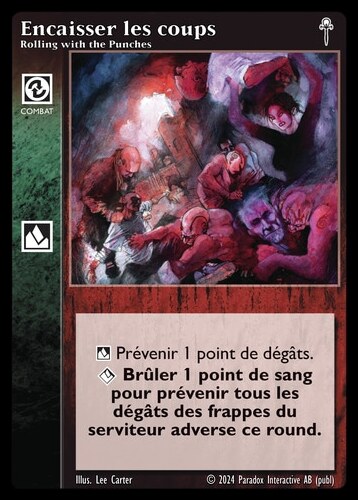 Encaisser les coups
Rolling with the Punches
COMBAT
Prévenir 1 point de dégâts.
Brûler 1 point de sang
pour prévenir tous les
dégâts des frappes du
serviteur adverse ce round.
Illus. Lee Carter
© 2024 Paradox Interactive AB (publ)